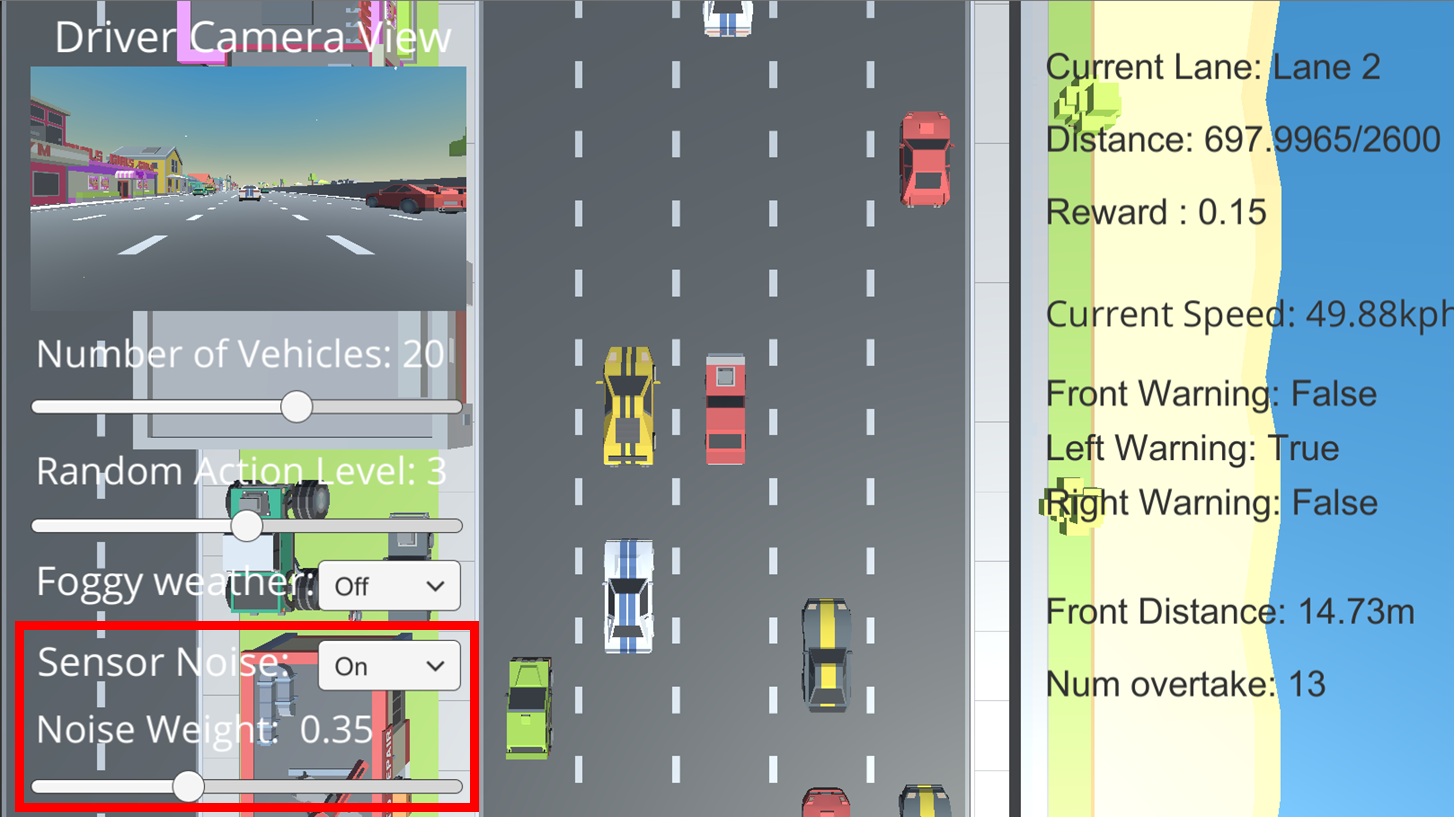 Driver Camera View
Number of Vehicles: 20
Random Action Level: 3
Foggy weather: Off
Sensor Noise: On
Noise Weight: 0.35
Current Lane: Lane 2
Distance: 697.9965/2600
Reward : 0.15
Current Speed: 49.88kph
Front Warning: False
Left Warning: True
Right Warning: False
Front Distance: 14.73m
Num overtake: 13